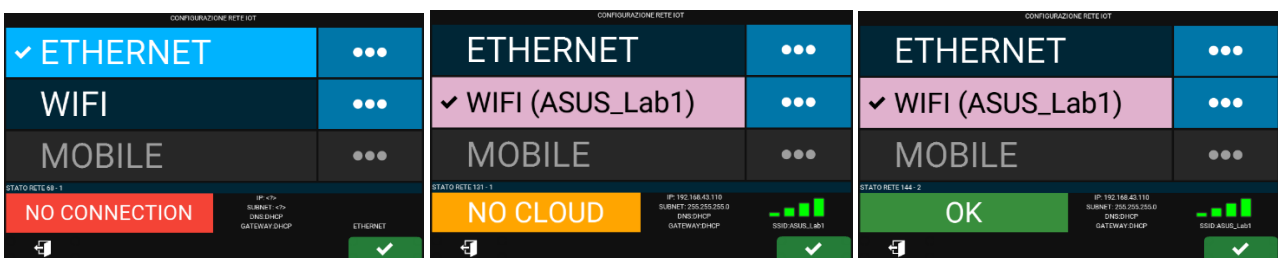 CONFIGURAZIONE RETE IOT
ETHERNET
WIFI
MOBILE
STATO RETE 68 - 1
NO CONNECTION
IP: <?>
SUBNET: <?>
DNS:DHCP
GATEWAY:DHCP
ETHERNET
CONFIGURAZIONE RETE IOT
ETHERNET
WIFI (ASUS_Lab1)
MOBILE
STATO RETE 131 - 1
NO CLOUD
IP: 192.168.43.110
SUBNET: 255.255.255.0
DNS:DHCP
GATEWAY:DHCP
SSID:ASUS_Lab1
CONFIGURAZIONE RETE IOT
ETHERNET
WIFI (ASUS_Lab1)
MOBILE
STATO RETE 144 - 2
OK
IP: 192.168.43.110
SUBNET: 255.255.255.0
DNS:DHCP
GATEWAY:DHCP
SSID:ASUS_Lab1